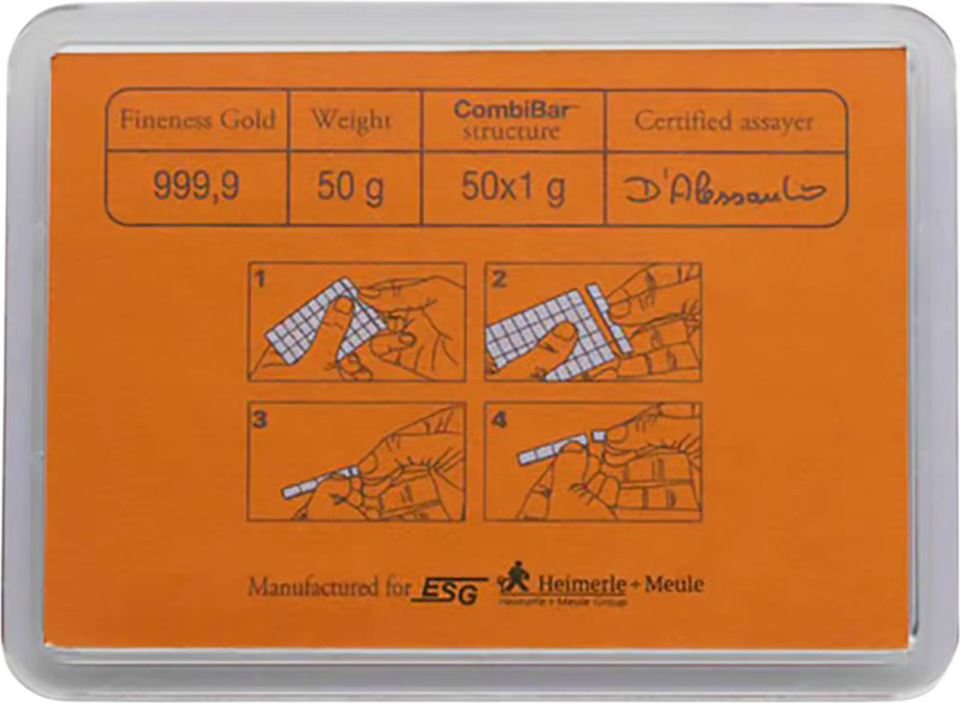 Fineness Gold Weight CombiBar™ structure Certified assayer
999,9 50 g 50x1 g D'Alessandro
1 2
3 4
Manufactured for ESG Heimerle + Meule
Heimerle + Meule Group